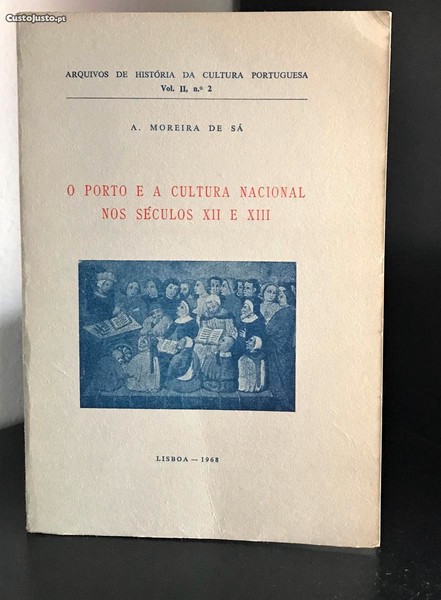 CustoJusto.pt
ARQUIVOS DE HISTÓRIA DA CULTURA PORTUGUESA
Vol. II, n.º 2
A. MOREIRA DE SÁ
O PORTO E A CULTURA NACIONAL
NOS SÉCULOS XII E XIII
LISBOA — 1968